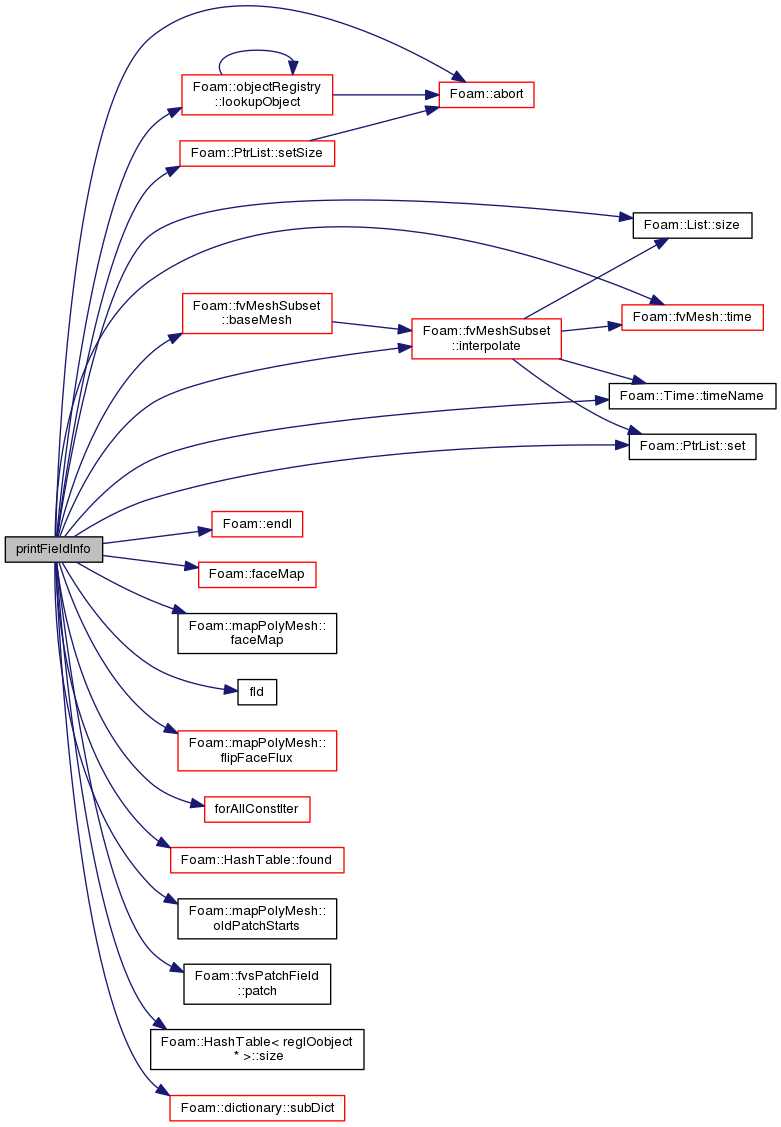 Foam::objectRegistry
::lookupObject
Foam::abort
Foam::PtrList::setSize
Foam::List::size
Foam::fvMeshSubset
::baseMesh
Foam::fvMesh::time
Foam::fvMeshSubset
::interpolate
Foam::Time::timeName
Foam::PtrList::set
Foam::endl
printFieldInfo
Foam::faceMap
Foam::mapPolyMesh::
faceMap
fld
Foam::mapPolyMesh::
flipFaceFlux
forAllConstIter
Foam::HashTable::found
Foam::mapPolyMesh::
oldPatchStarts
Foam::fvsPatchField
::patch
Foam::HashTable< regIOobject
* >::size
Foam::dictionary::subDict